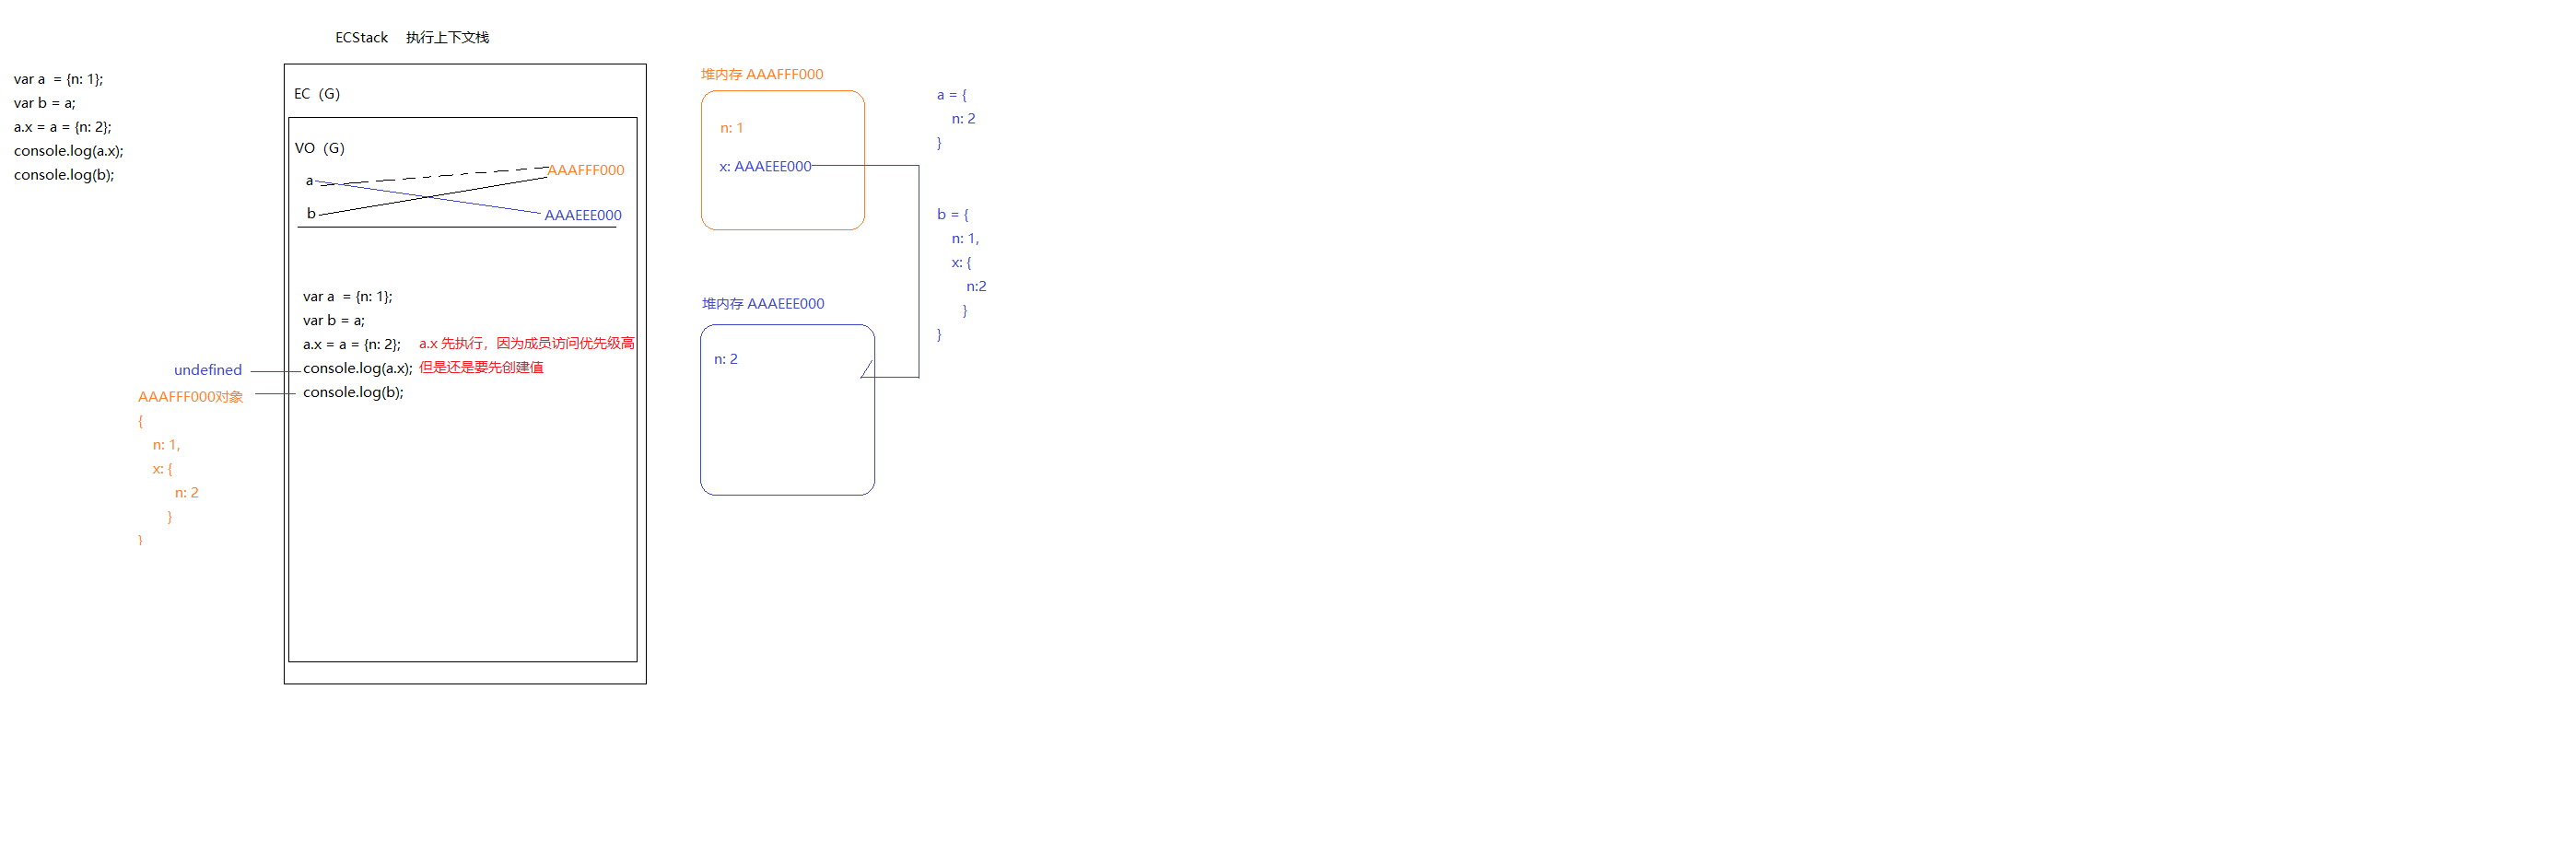 ECStack 执行上下文栈
var a = {n: 1};
var b = a;
a.x = a = {n: 2};
console.log(a.x);
console.log(b);
EC（G）
VO（G）
a
b
AAAFFF000
AAAEEE000
var a = {n: 1};
var b = a;
a.x = a = {n: 2};
console.log(a.x);
console.log(b);
a.x 先执行，因为成员访问优先级高
但是还是要先创建值
undefined
AAAFFF000对象
{
n: 1,
x: {
n: 2
}
}
堆内存 AAAFFF000
n: 1
x: AAAEEE000
堆内存 AAAEEE000
n: 2
a = {
n: 2
}
b = {
n: 1,
x: {
n:2
}
}